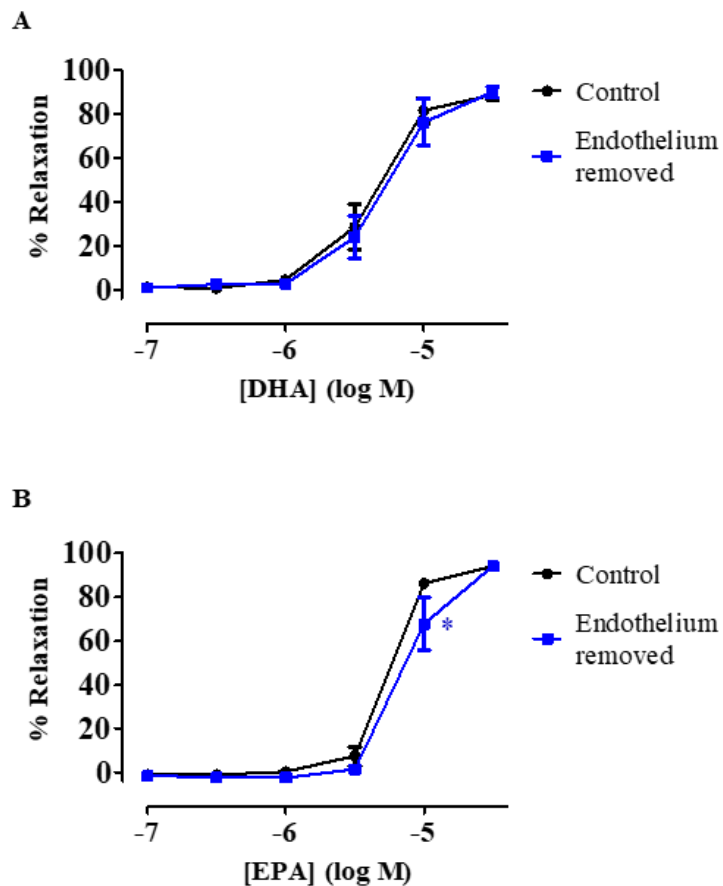 A
100
80
60
40
20
0
% Relaxation
-7
-6
-5
[DHA] (log M)
Control
Endothelium
removed
B
100
80
60
40
20
0
% Relaxation
*
-7
-6
-5
[EPA] (log M)
Control
Endothelium
removed